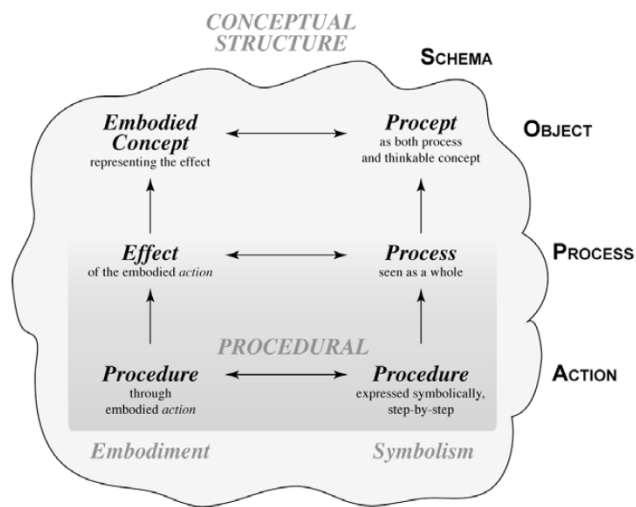 CONCEPTUAL
STRUCTURE
SCHEMA
Embodied
Concept
representing the effect
Procept
as both process
and thinkable concept
OBJECT
Effect
of the embodied action
Process
seen as a whole
PROCESS
PROCEDURAL
Procedure
through
embodied action
Procedure
expressed symbolically,
step-by-step
ACTION
Embodiment
Symbolism